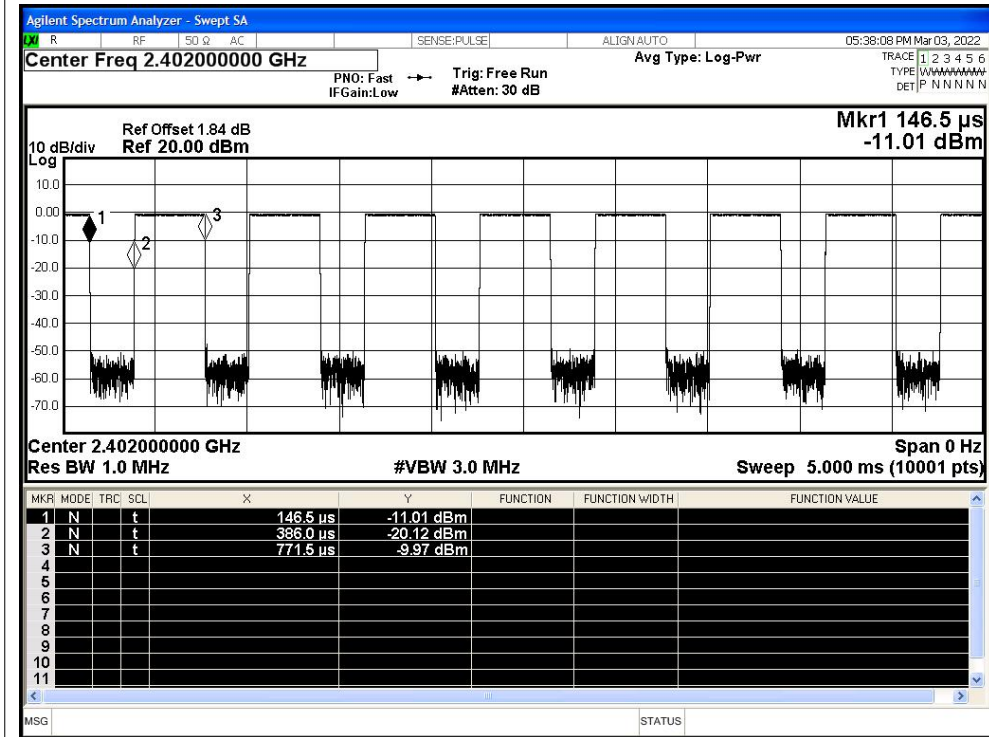 Agilent Spectrum Analyzer - Swept SA
LXI R RF 50 Ω AC SENSE:PULSE ALIGN AUTO 05:38:08 PM Mar 03, 2022
Center Freq 2.402000000 GHz
PNO: Fast Trig: Free Run Avg Type: Log-Pwr TRACE 1 2 3 4 5 6
IFGain:Low #Atten: 30 dB TYPE
DET P N N N N N
Mkr1 146.5 µs
-11.01 dBm
Ref Offset 1.84 dB
10 dB/div Ref 20.00 dBm
Log
10.0
0.00
-10.0
-20.0
-30.0
-40.0
-50.0
-60.0
-70.0
1
2
3
Center 2.402000000 GHz Span 0 Hz
Res BW 1.0 MHz #VBW 3.0 MHz Sweep 5.000 ms (10001 pts)
MKR MODE TRC SCL X Y FUNCTION FUNCTION WIDTH FUNCTION VALUE
1 N t 146.5 µs -11.01 dBm
2 N t 386.0 µs -20.12 dBm
3 N t 771.5 µs -9.97 dBm
4
5
6
7
8
9
10
11
MSG STATUS